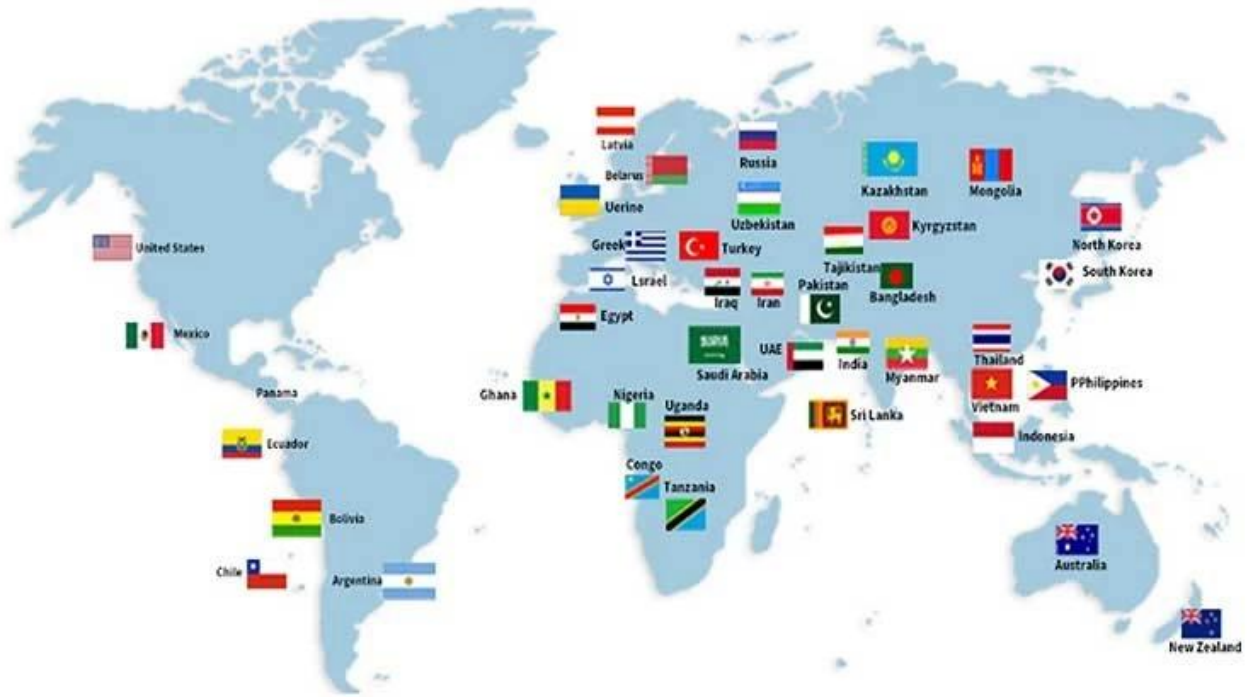 Latvia
Russia
Belarus
Kazakhstan
Mongolia
Uerine
Uzbekistan
Kyrgyzstan
North Korea
United States
Greek
Turkey
Tajikistan
South Korea
Lsrael
Iraq
Iran
Pakistan
Bangladesh
Egypt
Mexico
Saudi Arabia
UAE
India
Myanmar
Thailand
PPhilippines
Panama
Ghana
Nigeria
Uganda
Sri Lanka
Vietnam
Indonesia
Ecuador
Congo
Tanzania
Bolivia
Chile
Argentina
Australia
New Zealand